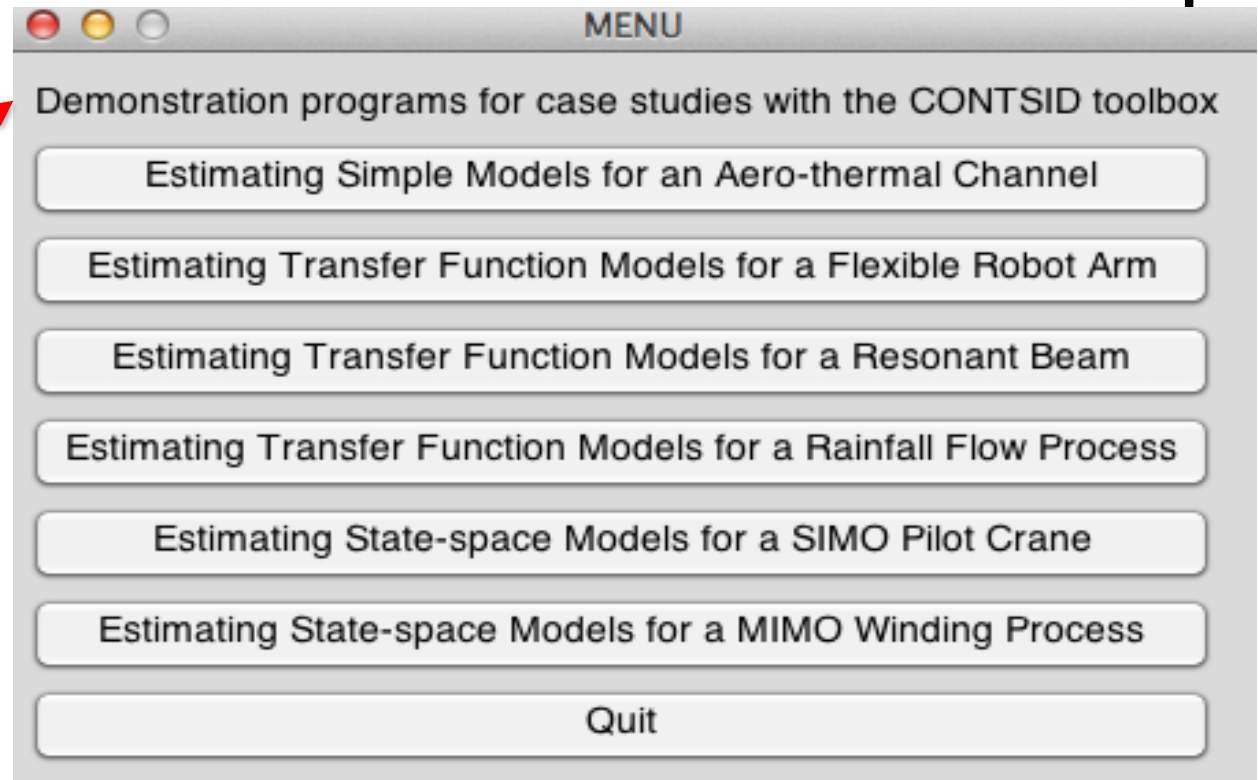 MENU
Demonstration programs for case studies with the CONTSID toolbox
Estimating Simple Models for an Aero-thermal Channel
Estimating Transfer Function Models for a Flexible Robot Arm
Estimating Transfer Function Models for a Resonant Beam
Estimating Transfer Function Models for a Rainfall Flow Process
Estimating State-space Models for a SIMO Pilot Crane
Estimating State-space Models for a MIMO Winding Process
Quit